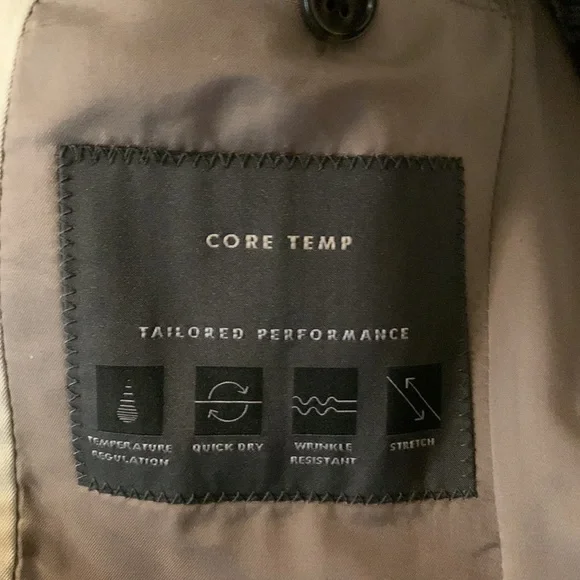 CORE TEMP
TAILORED PERFORMANCE
TEMPERATURE REGULATION
QUICK DRY
WRINKLE RESISTANT
STRETCH